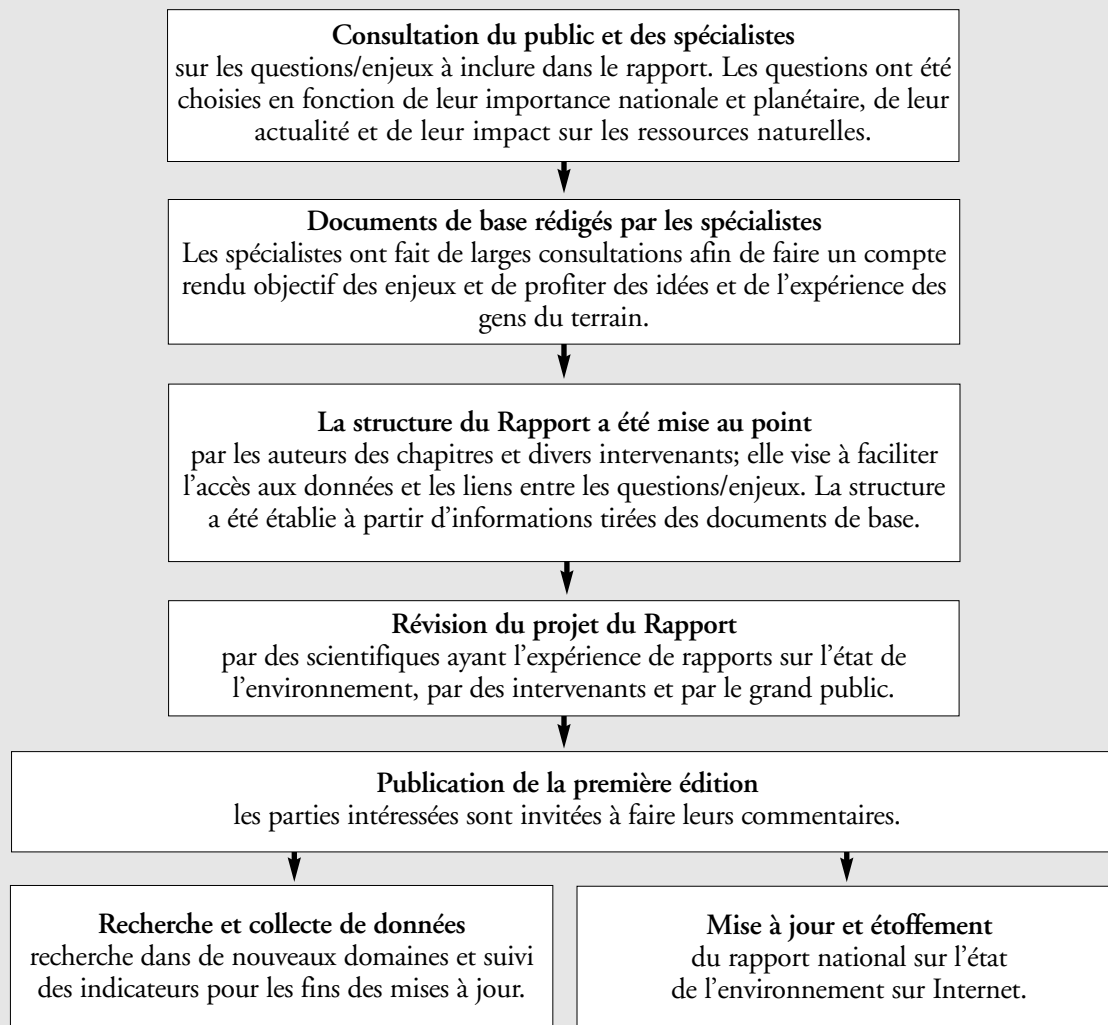 Consultation du public et des spécialistes
sur les questions/enjeux à inclure dans le rapport. Les questions ont été
choisies en fonction de leur importance nationale et planétaire, de leur
actualité et de leur impact sur les ressources naturelles.
Documents de base rédigés par les spécialistes
Les spécialistes ont fait de larges consultations afin de faire un compte
rendu objectif des enjeux et de profiter des idées et de l'expérience des
gens du terrain.
La structure du Rapport a été mise au point
par les auteurs des chapitres et divers intervenants; elle vise à faciliter
l'accès aux données et les liens entre les questions/enjeux. La structure
a été établie à partir d'informations tirées des documents de base.
Révision du projet du Rapport
par des scientifiques ayant l'expérience de rapports sur l'état de
l'environnement, par des intervenants et par le grand public.
Publication de la première édition
les parties intéressées sont invitées à faire leurs commentaires.
Recherche et collecte de données
recherche dans de nouveaux domaines et suivi
des indicateurs pour les fins des mises à jour.
Mise à jour et étoffement
du rapport national sur l'état
de l'environnement sur Internet.